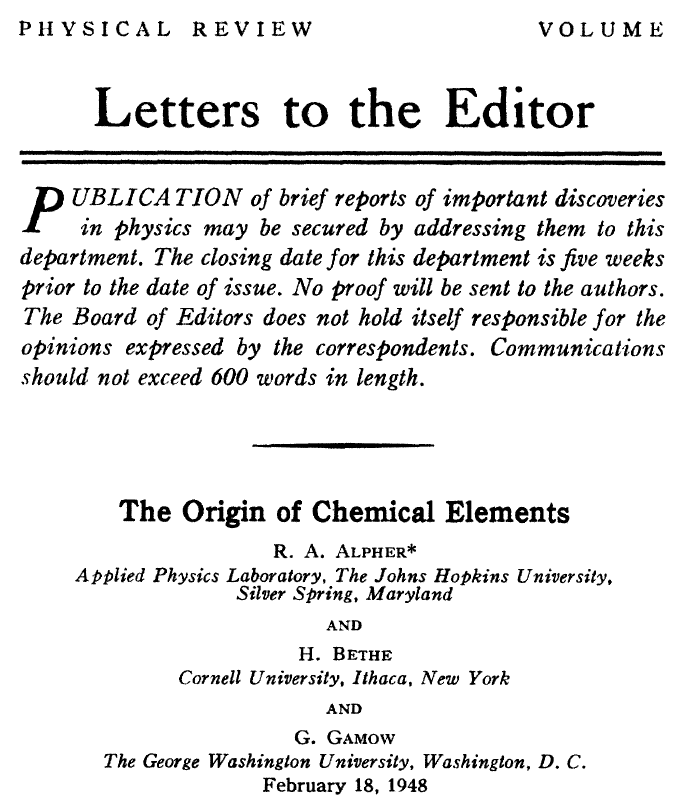 PHYSICAL REVIEW VOLUME
Letters to the Editor
PUBLICATION of brief reports of important discoveries
in physics may be secured by addressing them to this
department. The closing date for this department is five weeks
prior to the date of issue. No proof will be sent to the authors.
The Board of Editors does not hold itself responsible for the
opinions expressed by the correspondents. Communications
should not exceed 600 words in length.
The Origin of Chemical Elements
R. A. ALPHER*
Applied Physics Laboratory, The Johns Hopkins University,
Silver Spring, Maryland
AND
H. BETHE
Cornell University, Ithaca, New York
AND
G. GAMOW
The George Washington University, Washington, D. C.
February 18, 1948